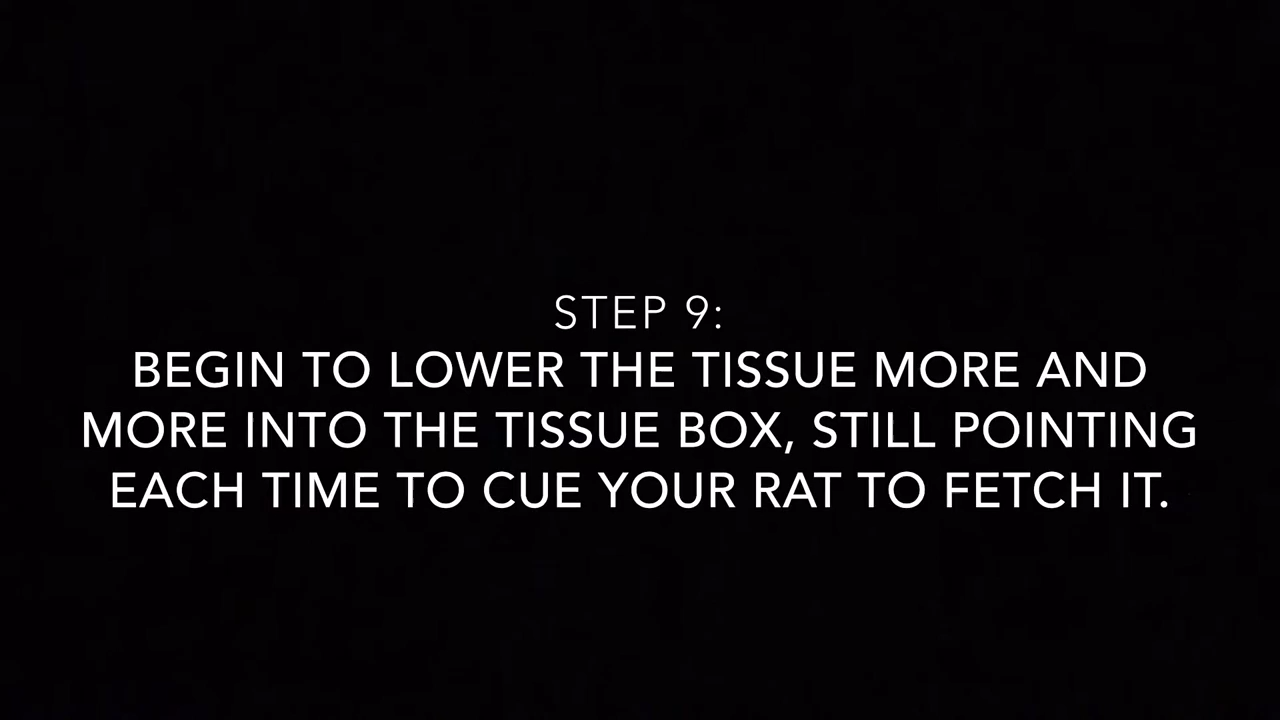 STEP 9:
BEGIN TO LOWER THE TISSUE MORE AND
MORE INTO THE TISSUE BOX, STILL POINTING
EACH TIME TO CUE YOUR RAT TO FETCH IT.